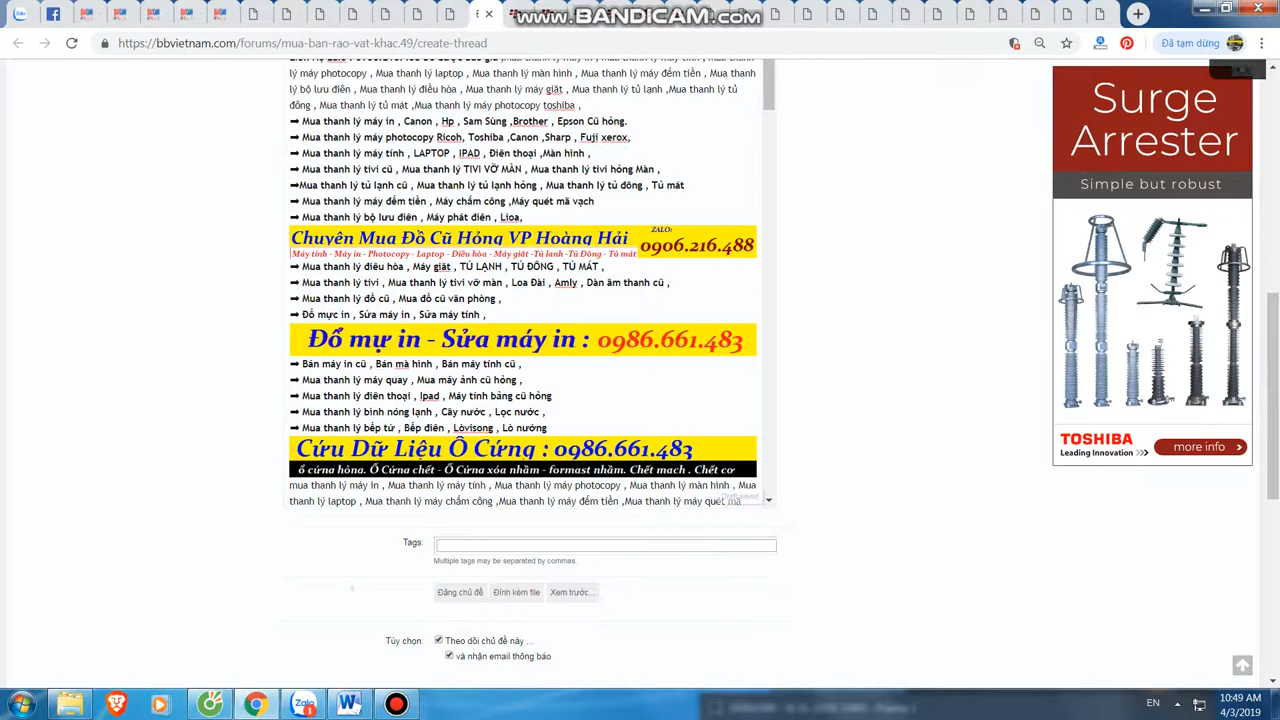 www.BANDICAM.com
https://bbvietnam.com/forums/mua-ban-rao-vat-khac.49/create-thread
Đã tạm dừng
lý máy photocopy , Mua thanh lý laptop , Mua thanh lý màn hình , Mua thanh lý máy đếm tiền , Mua thanh
lý bộ lưu điên , Mua thanh lý điều hòa , Mua thanh lý máy giặt , Mua thanh lý tủ lạnh ,Mua thanh lý tủ
đông , Mua thanh lý tủ mát ,Mua thanh lý máy photocopy toshiba ,
➡ Mua thanh lý máy in , Canon , Hp , Sam Sùng ,Brother , Epson Cũ hỏng.
➡ Mua thanh lý máy photocopy Ricoh, Toshiba ,Canon ,Sharp , Fuji xerox,
➡ Mua thanh lý máy tính , LAPTOP , IPAD , Điên thoại ,Màn hình ,
➡ Mua thanh lý tivi cũ , Mua thanh lý TIVI VỠ MÀN , Mua thanh lý tivi hỏng Màn ,
➡Mua thanh lý tủ lạnh cũ , Mua thanh lý tủ lạnh hỏng , Mua thanh lý tủ đông , Tủ mát
➡ Mua thanh lý máy đếm tiền , Máy chấm công ,Máy quét mã vạch
➡ Mua thanh lý bộ lưu điên , Máy phát điên , Lioa,
Chuyên Mua Đồ Cũ Hỏng VP Hoàng Hải
ZALO:
0906.216.488
Máy tính - Máy in - Photocopy - Laptop - Điều hòa - Máy giăt -Tủ lanh -Tủ Đông - Tủ mát
➡ Mua thanh lý điêu hòa , Máy giăt , TỦ LẠNH , TỦ ĐÔNG , TỦ MÁT ,
➡ Mua thanh lý tivi , Mua thanh lý tivi vỡ màn , Loa Đài , Amly , Dàn âm thanh cũ ,
➡ Mua thanh lý đồ cũ , Mua đồ cũ văn phòng ,
➡ Đổ mực in , Sửa máy in , Sửa máy tính ,
Đổ mự in - Sửa máy in : 0986.661.483
➡ Bán máy in cũ , Bán mà hình , Bán máy tính cũ ,
➡ Mua thanh lý máy quay , Mua máy ảnh cũ hỏng ,
➡ Mua thanh lý điên thoại , Ipad , Máy tính bảng cũ hỏng
➡ Mua thanh lý bình nóng lạnh , Cây nước , Lọc nước ,
➡ Mua thanh lý bếp từ , Bếp điên , Lòvisong , Lò nướng
Cứu Dữ Liệu Ổ Cứng : 0986.661.483
ổ cứng hỏng. Ổ Cứng chết - Ổ Cứng xóa nhầm - formast nhầm. Chết mach . Chết cơ
mua thanh lý máy in , Mua thanh lý máy tính , Mua thanh lý máy photocopy , Mua thanh lý màn hình , Mua
thanh lý laptop , Mua thanh lý máy chấm công ,Mua thanh lý máy đếm tiền ,Mua thanh lý máy quét mã
Draft saved
Tags:
Multiple tags may be separated by commas.
Đăng chủ đề
Đính kèm file
Xem trước...
Tùy chọn:
Theo dõi chủ đề này ...
và nhận email thông báo
Surge
Arrester
Simple but robust
TOSHIBA
Leading Innovation >>>
more info
EN
10:49 AM
4/3/2019